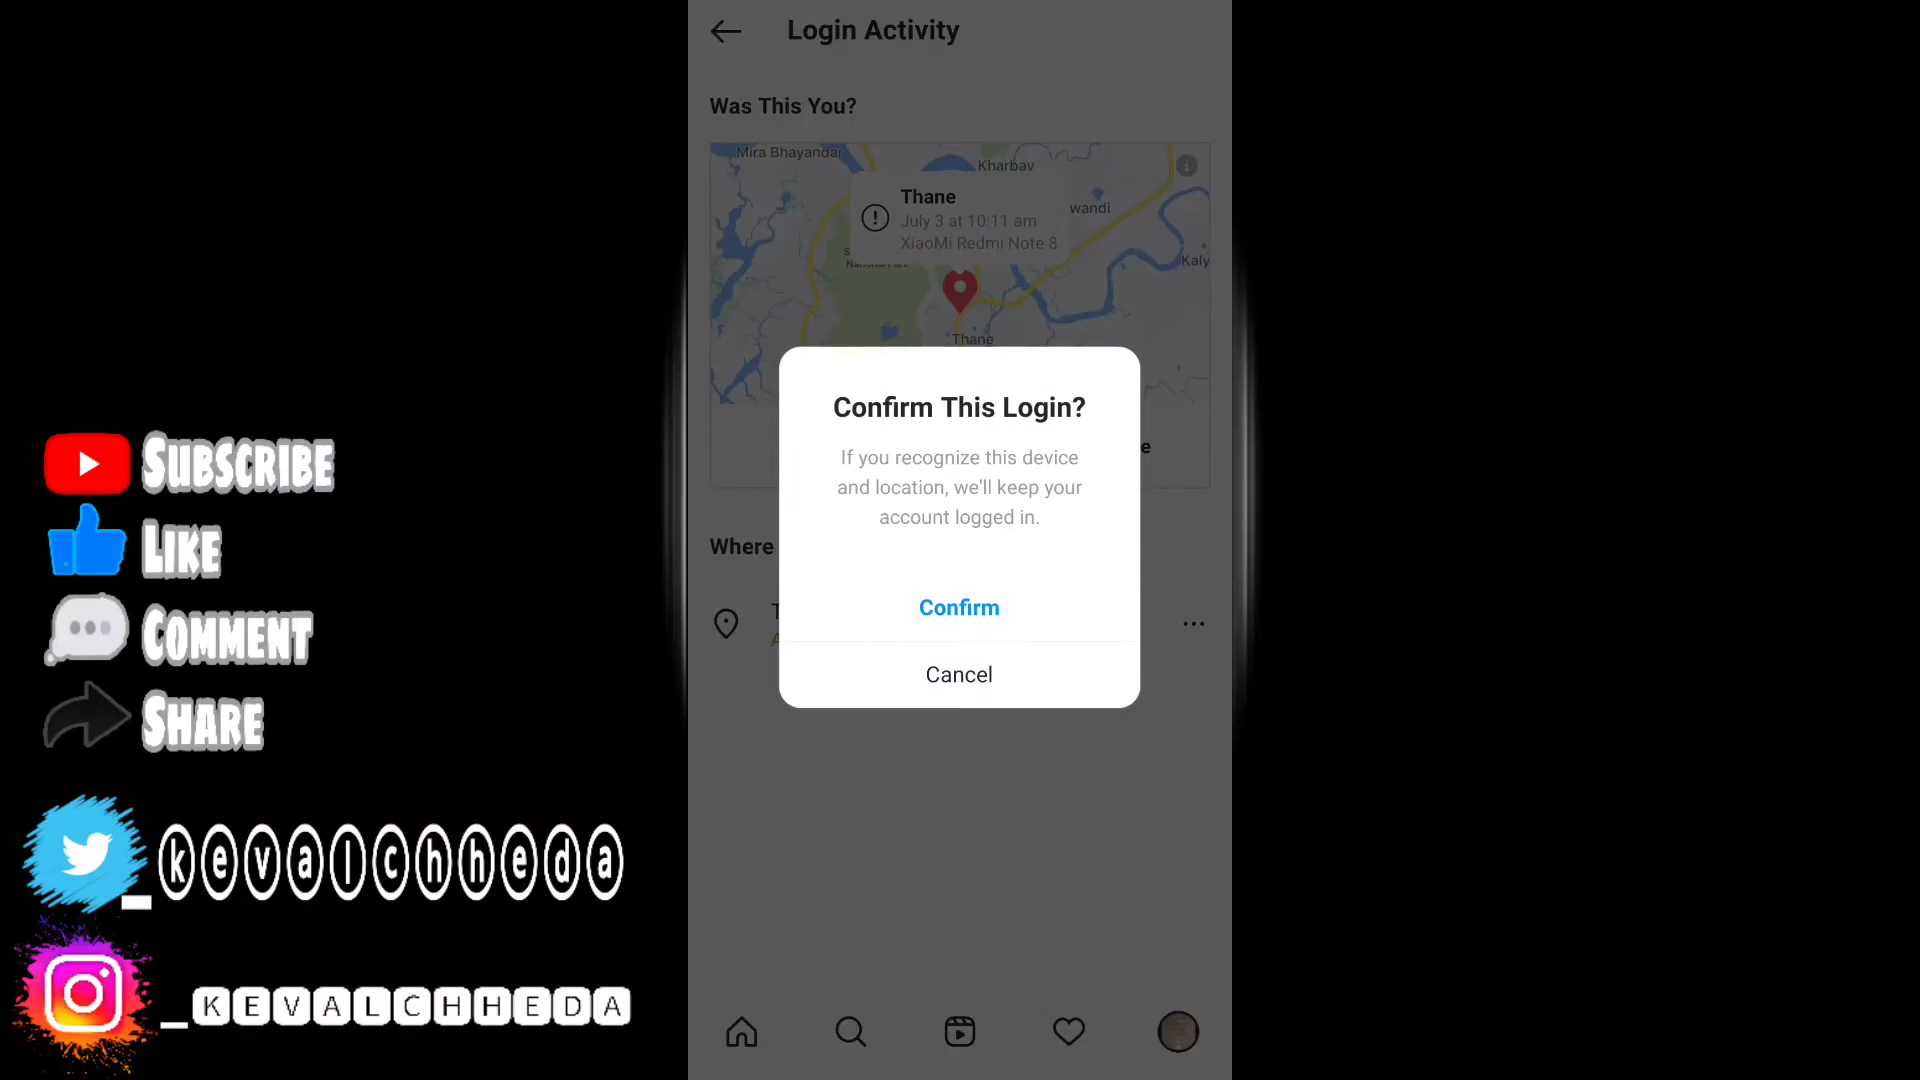 Login Activity
Was This You?
Mira Bhayandar
Kharbav
Thane
July 3 at 10:11 am
XiaoMi Redmi Note 8
wandi
Kaly
Thane
Confirm This Login?
If you recognize this device
and location, we'll keep your
account logged in.
e
Where
Confirm
Cancel
SUBSCRIBE
LIKE
COMMENT
SHARE
_kevalchheda
_KEVALCHHEDA